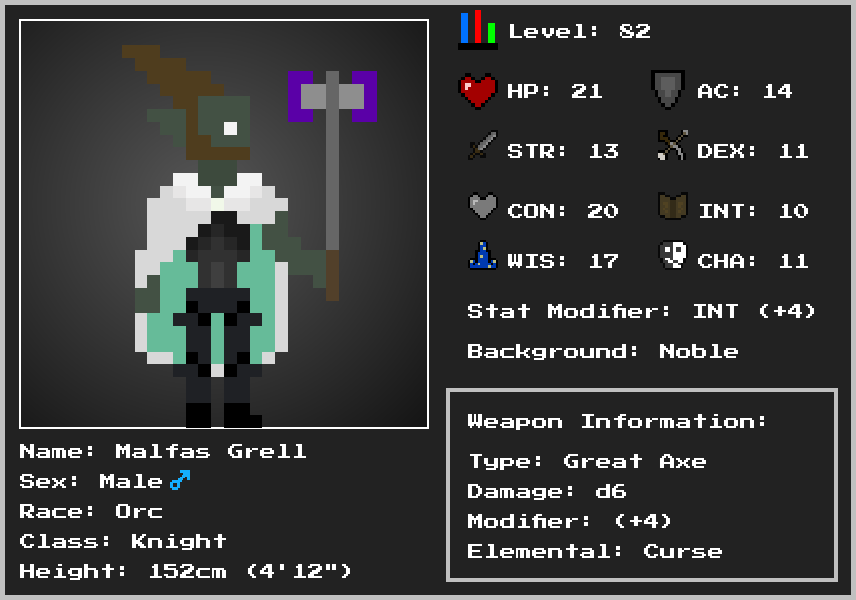 Level: 82
HP: 21 AC: 14
STR: 13 DEX: 11
CON: 20 INT: 10
WIS: 17 CHA: 11
Stat Modifier: INT (+4)
Background: Noble
Weapon Information:
Type: Great Axe
Damage: d6
Modifier: (+4)
Elemental: Curse
Name: Malfas Grell
Sex: Male♂
Race: Orc
Class: Knight
Height: 152cm (4'12")